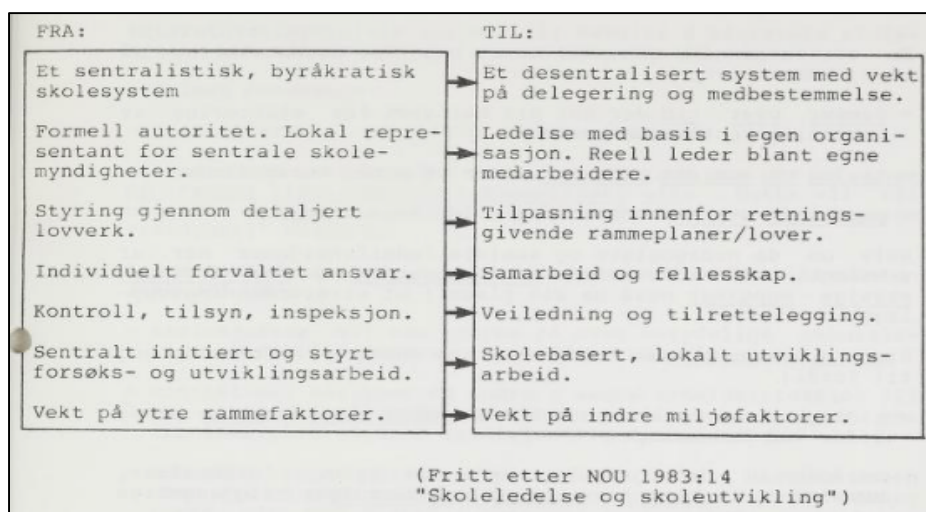 FRA:
Et sentralistisk, byråkratisk
skolesystem
Formell autoritet. Lokal repre-
sentant for sentrale skole-
myndigheter.
Styring gjennom detaljert
lovverk.
Individuelt forvaltet ansvar.
Kontroll, tilsyn, inspeksjon.
Sentralt initiert og styrt
forsøks- og utviklingsarbeid.
Vekt på ytre rammefaktorer.
TIL:
Et desentralisert system med vekt
på delegering og medbestemmelse.
Ledelse med basis i egen organi-
sasjon. Reell leder blant egne
medarbeidere.
Tilpasning innenfor retnings-
givende rammeplaner/lover.
Samarbeid og fellesskap.
Veiledning og tilrettelegging.
Skolebasert, lokalt utviklings-
arbeid.
Vekt på indre miljøfaktorer.
(Fritt etter NOU 1983:14
"Skoleledelse og skoleutvikling")